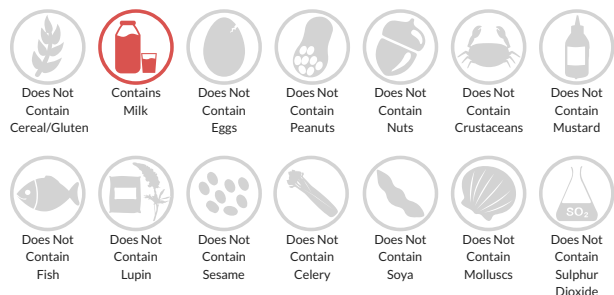 Does Not
Contain
Cereal/Gluten
Contains
Milk
Does Not
Contain
Eggs
Does Not
Contain
Peanuts
Does Not
Contain
Nuts
Does Not
Contain
Crustaceans
Does Not
Contain
Mustard
Does Not
Contain
Fish
Does Not
Contain
Lupin
Does Not
Contain
Sesame
Does Not
Contain
Celery
Does Not
Contain
Soya
Does Not
Contain
Molluscs
SO₂
Does Not
Contain
Sulphur
Dioxide